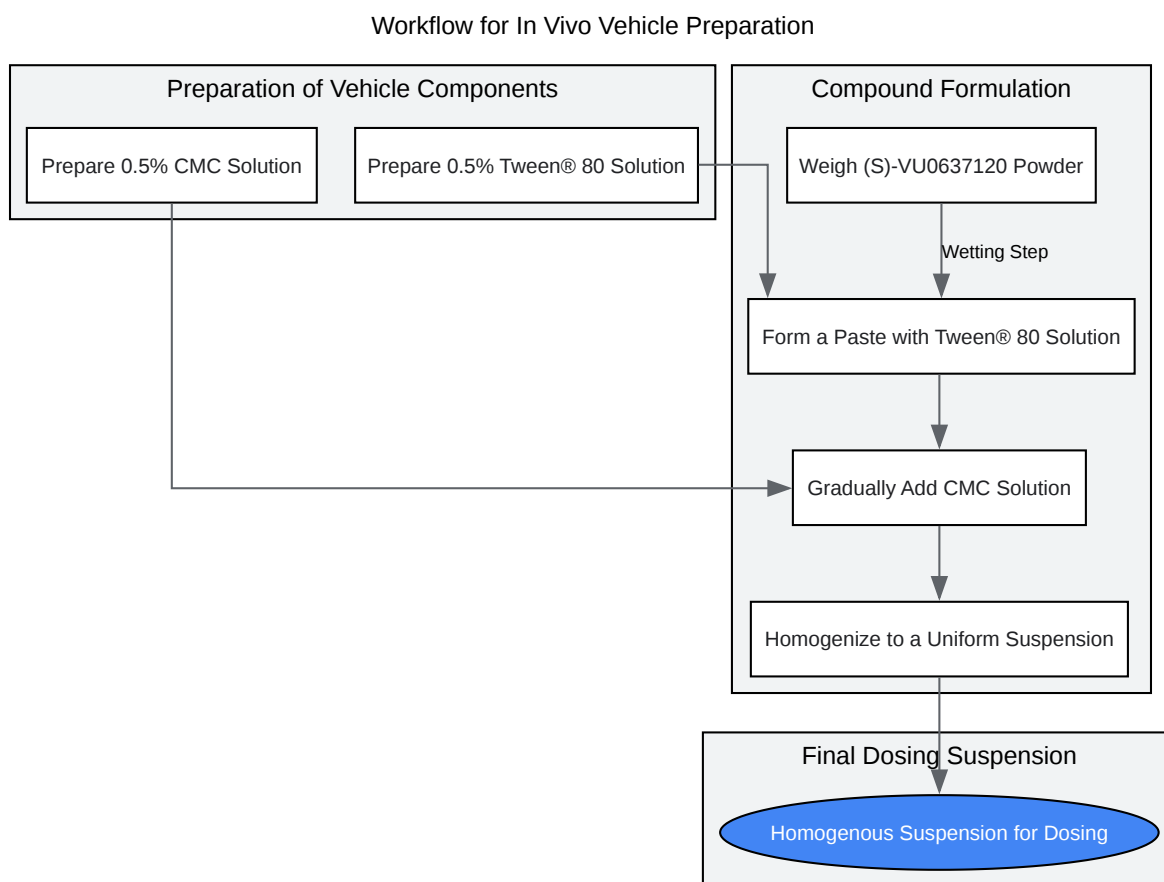 Workflow for In Vivo Vehicle Preparation
Preparation of Vehicle Components
Compound Formulation
Prepare 0.5% CMC Solution
Prepare 0.5% Tween® 80 Solution
Weigh (S)-VU0637120 Powder
Wetting Step
Form a Paste with Tween® 80 Solution
Gradually Add CMC Solution
Homogenize to a Uniform Suspension
Final Dosing Suspension
Homogenous Suspension for Dosing